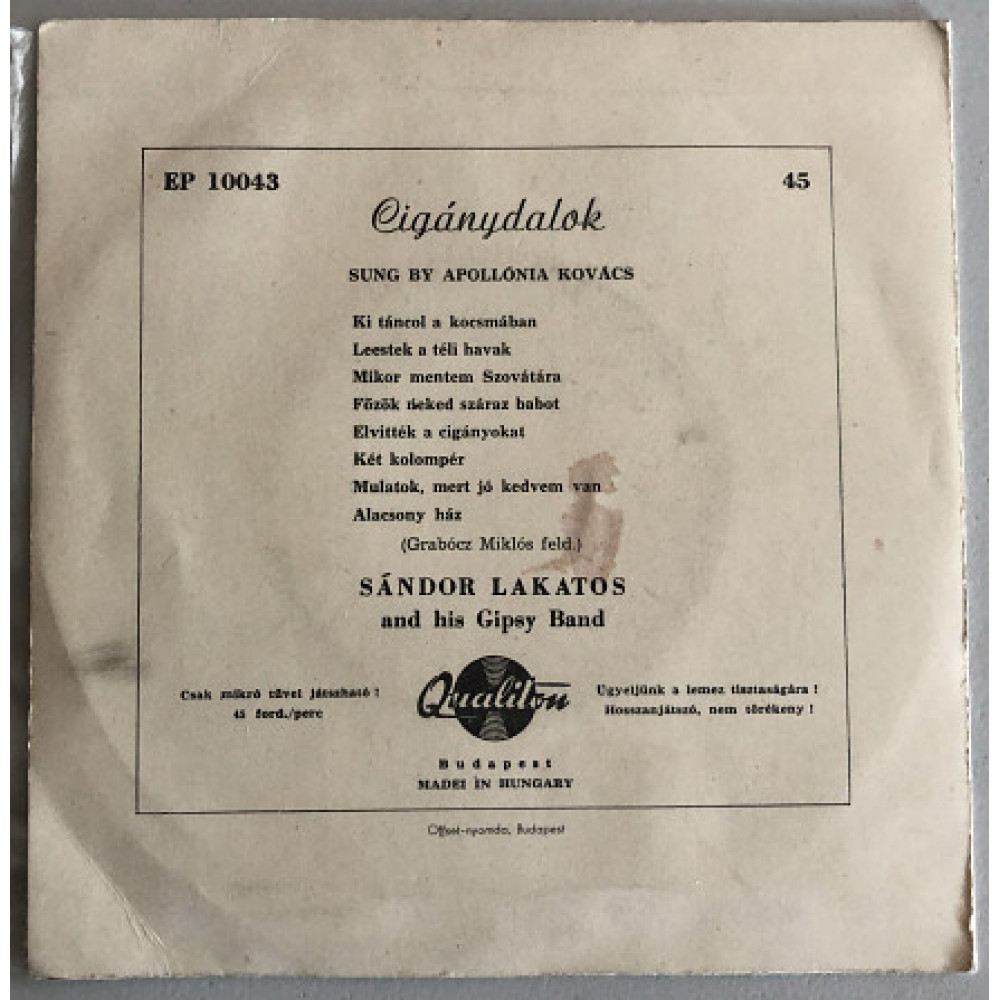 EP 10043
45
Cigánydalok
SUNG BY APOLLÓNIA KOVÁCS
Ki táncol a kocsmában
Leestek a téli havak
Mikor mentem Szovátára
Főzök neked száraz babot
Elvitték a cigányokat
Két kolompér
Mulatok, mert jó kedvem van
Alacsony ház
(Grabócz Miklós feld.)
SÁNDOR LAKATOS
and his Gipsy Band
Csak mikró tűvel játszható!
45 ford./perc
Qualiton
Ügyeljünk a lemez tisztaságára!
Hosszanjátszó, nem törékeny!
Budapest
MADEI IN HUNGARY
Offset-nyomda, Budapest